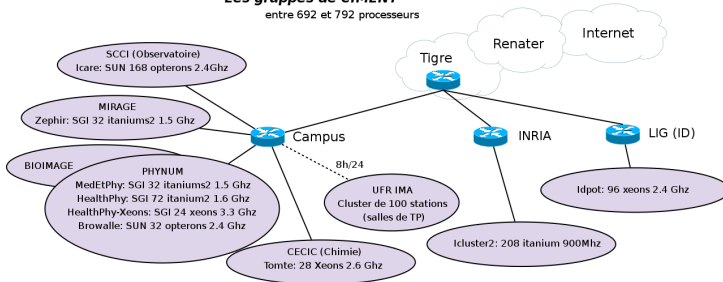 Les grappes de CIMENT
entre 692 et 792 processeurs
Internet
Renater
Tigre
SCCI (Observatoire)
Icare: SUN 168 opterons 2.4Ghz
MIRAGE
Zephir: SGI 32 itaniums2 1.5 Ghz
Campus
INRIA
LIG (ID)
8h/24
BIOIMAGE
PHYNUM
MedEtPhy: SGI 32 itaniums2 1.5 Ghz
HealthPhy: SGI 72 itanium2 1.6 Ghz
HealthPhy-Xeons: SGI 24 xeons 3.3 Ghz
Browalle: SUN 32 opterons 2.4 Ghz
UFR IMA
Cluster de 100 stations
(salles de TP)
Idpot: 96 xeons 2.4 Ghz
Icluster2: 208 itanium 900Mhz
CECIC (Chimie)
Tomte: 28 Xeons 2.6 Ghz